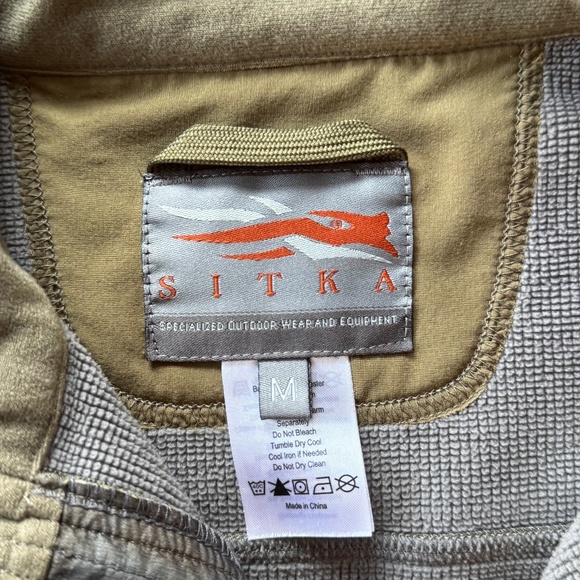 SITKA
SPECIALIZED OUTDOOR WEAR AND EQUIPMENT
M
Separately
Do Not Bleach
Tumble Dry Cool
Cool Iron if Needed
Do Not Dry Clean
Made in China